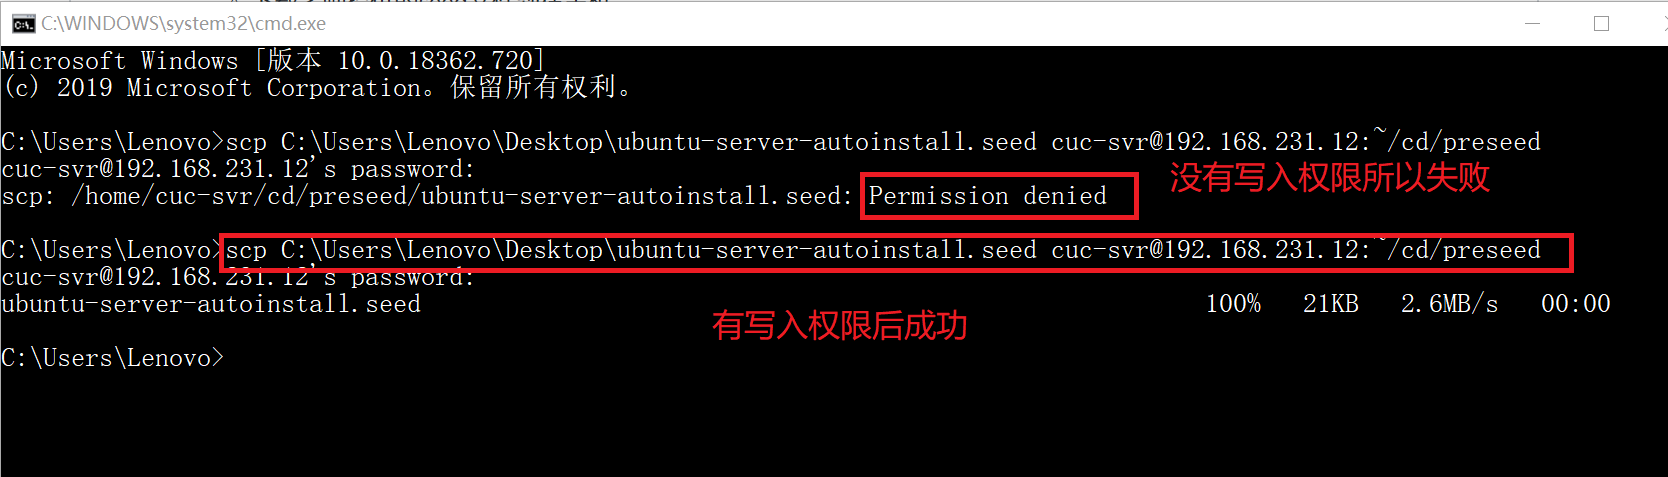 C:\WINDOWS\system32\cmd.exe
Microsoft Windows [版本 10.0.18362.720]
(c) 2019 Microsoft Corporation。保留所有权利。
C:\Users\Lenovo>scp C:\Users\Lenovo\Desktop\ubuntu-server-autoinstall.seed cuc-svr@192.168.231.12:~/cd/preseed
cuc-svr@192.168.231.12's password:
没有写入权限所以失败
scp: /home/cuc-svr/cd/preseed/ubuntu-server-autoinstall.seed: Permission denied
C:\Users\Lenovo>scp C:\Users\Lenovo\Desktop\ubuntu-server-autoinstall.seed cuc-svr@192.168.231.12:~/cd/preseed
cuc-svr@192.168.231.12's password:
ubuntu-server-autoinstall.seed 100% 21KB 2.6MB/s 00:00
有写入权限后成功
C:\Users\Lenovo>